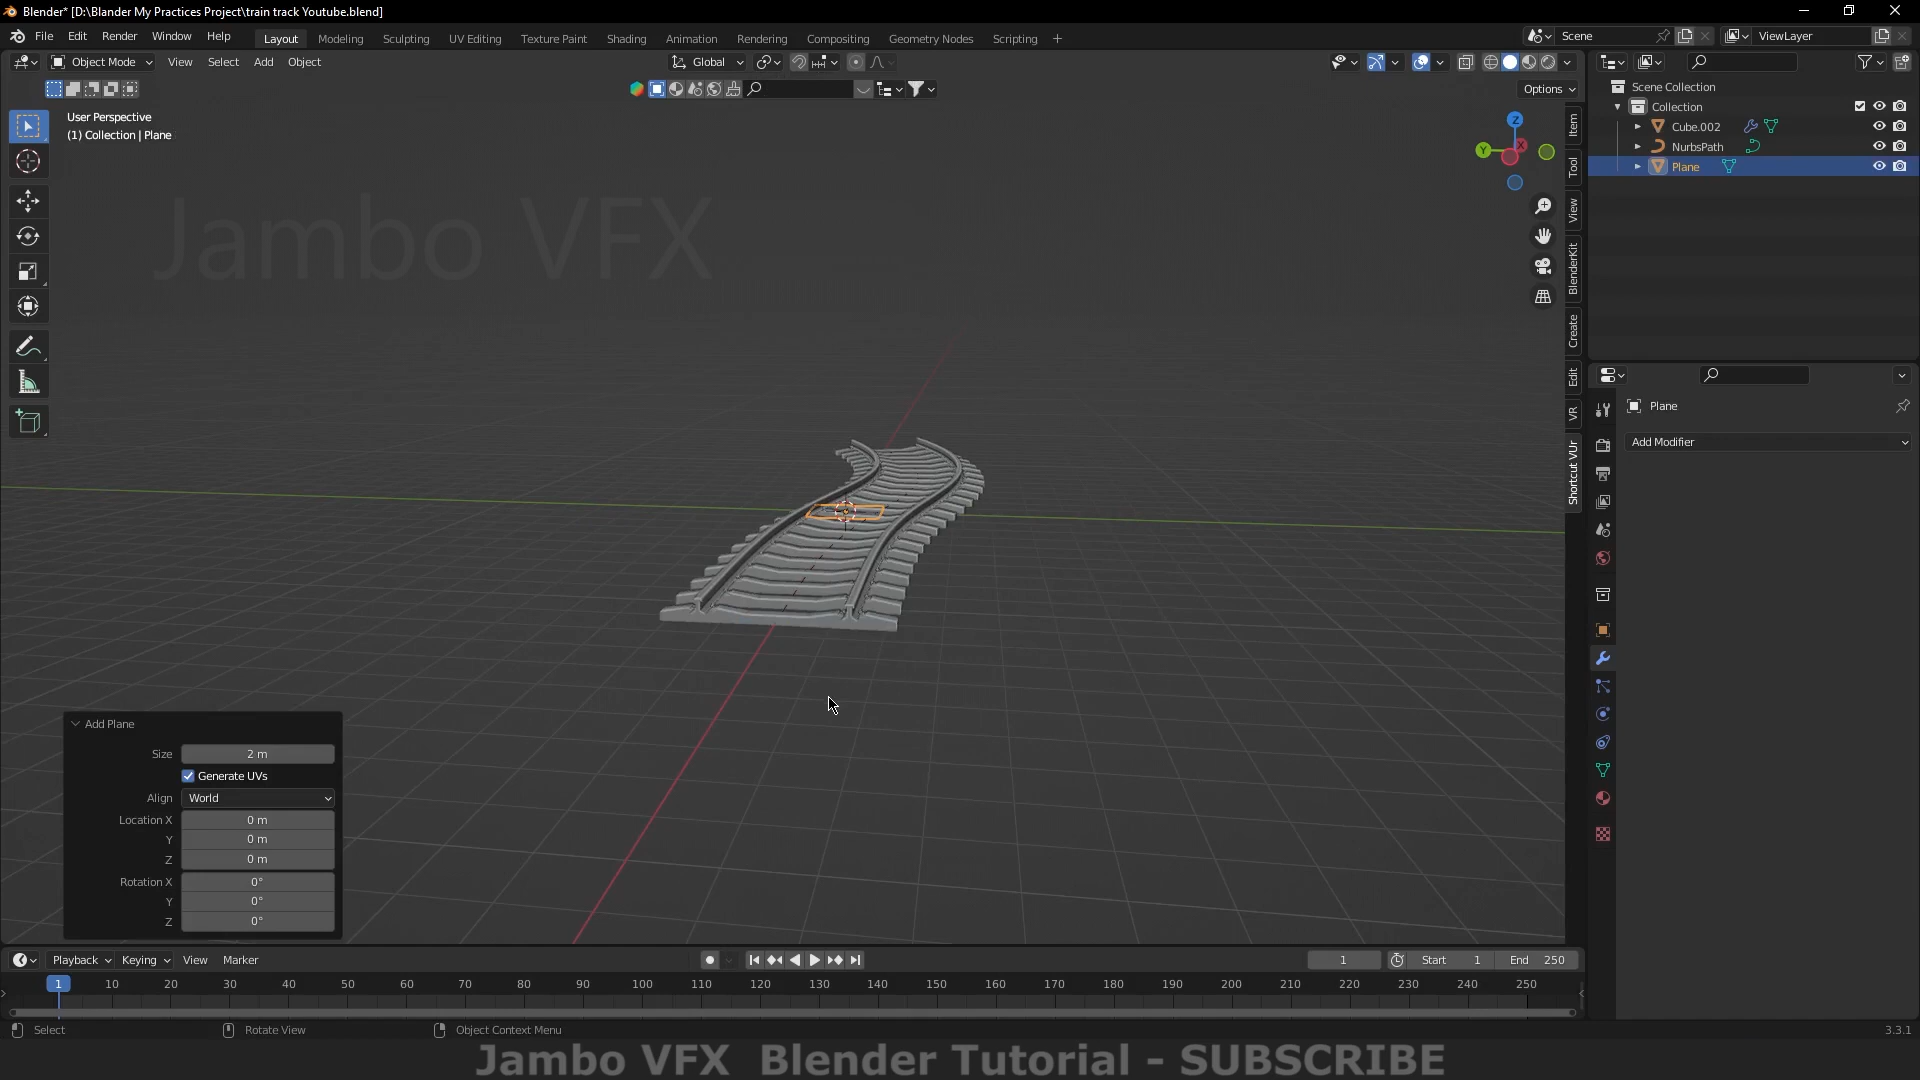 Blender* [D:\Blander My Practices Project\train track Youtube.blend]
File Edit Render Window Help Layout Modeling Sculpting UV Editing Texture Paint Shading Animation Rendering Compositing Geometry Nodes Scripting + Scene ViewLayer
Object Mode View Select Add Object Global
Options
User Perspective
(1) Collection | Plane
Jambo VFX
Z
Y
X
Item
Tool
View
BlenderKit
Create
Edit
VR
Shortcut VUr
Scene Collection
Collection
Cube.002
NurbsPath
Plane
Plane
Add Modifier
Add Plane
Size 2 m
Generate UVs
Align World
Location X 0 m
Y 0 m
Z 0 m
Rotation X 0°
Y 0°
Z 0°
Playback Keying View Marker 1 Start 1 End 250
1 10 20 30 40 50 60 70 80 90 100 110 120 130 140 150 160 170 180 190 200 210 220 230 240 250
Select Rotate View Object Context Menu 3.3.1
Jambo VFX Blender Tutorial - SUBSCRIBE